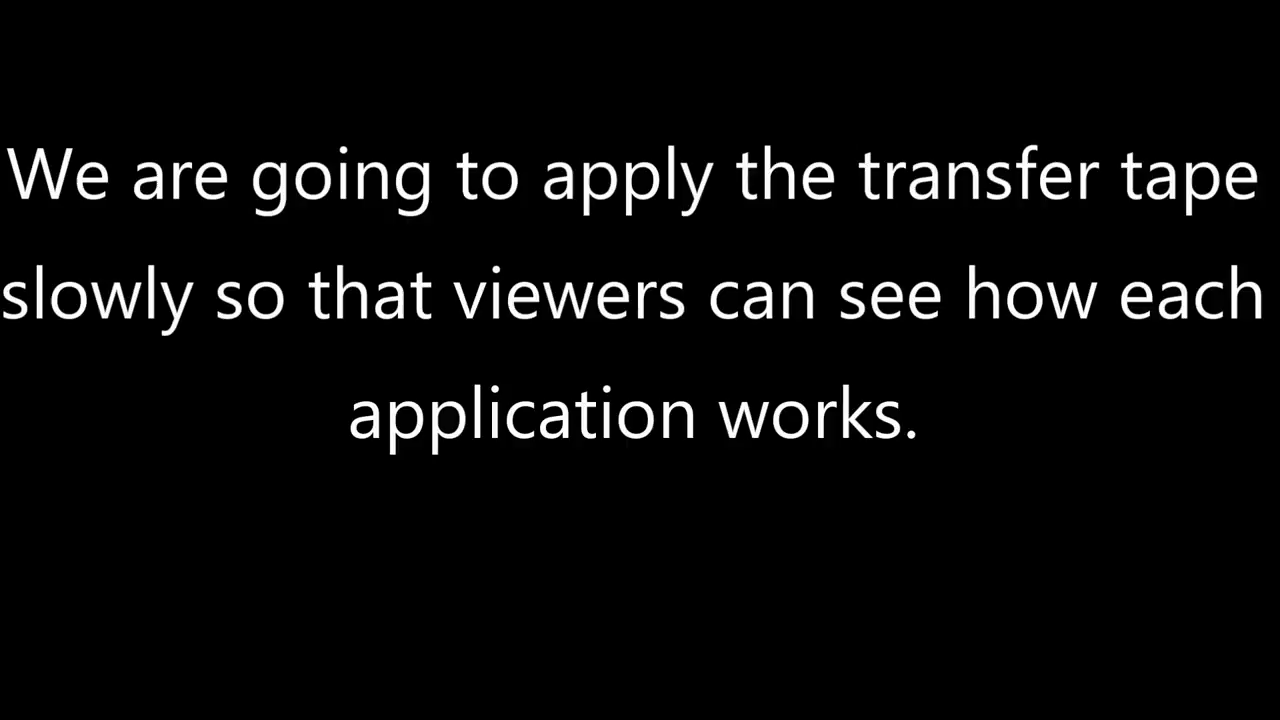 We are going to apply the transfer tape
slowly so that viewers can see how each
application works.